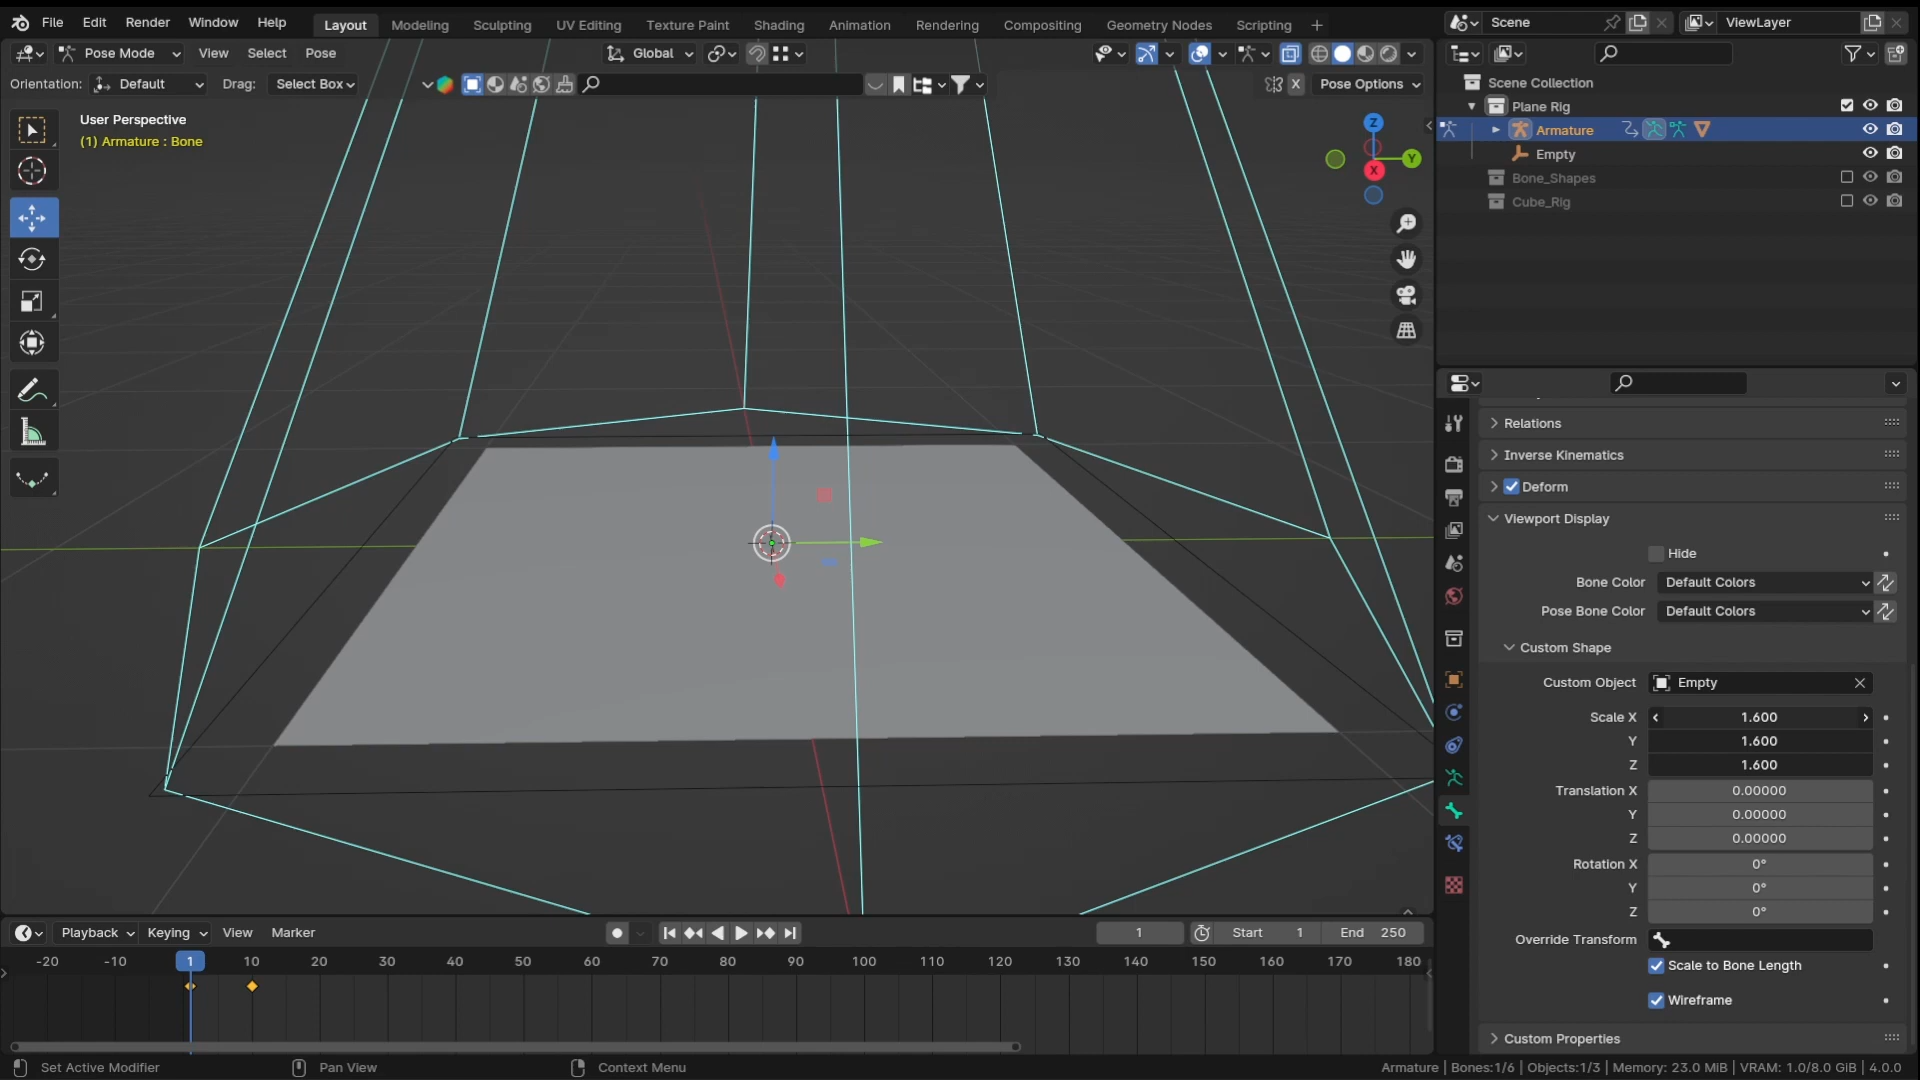 File Edit Render Window Help Layout Modeling Sculpting UV Editing Texture Paint Shading Animation Rendering Compositing Geometry Nodes Scripting + Scene ViewLayer
Pose Mode View Select Pose Global
Orientation: Default Drag: Select Box X Pose Options
User Perspective
(1) Armature : Bone
Z
Y
X
Scene Collection
Plane Rig
Armature
Empty
Bone_Shapes
Cube_Rig
Relations
Inverse Kinematics
Deform
Viewport Display
Hide
Bone Color Default Colors
Pose Bone Color Default Colors
Custom Shape
Custom Object Empty
Scale X 1.600
Y 1.600
Z 1.600
Translation X 0.00000
Y 0.00000
Z 0.00000
Rotation X 0°
Y 0°
Z 0°
Override Transform
Scale to Bone Length
Wireframe
Custom Properties
Playback Keying View Marker 1 Start 1 End 250
-20 -10 1 10 20 30 40 50 60 70 80 90 100 110 120 130 140 150 160 170 180
Set Active Modifier Pan View Context Menu Armature | Bones:1/6 | Objects:1/3 | Memory: 23.0 MiB | VRAM: 1.0/8.0 GiB | 4.0.0